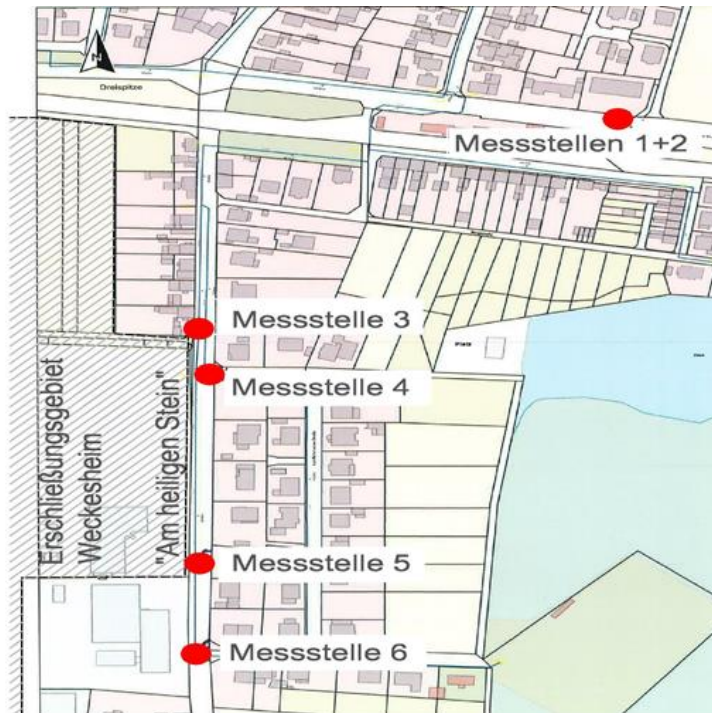 N
Dreispitze
Messstellen 1+2
Messstelle 3
Messstelle 4
Erschließungsgebiet
Weckesheim
"Am heiligen Stein"
Messstelle 5
Messstelle 6